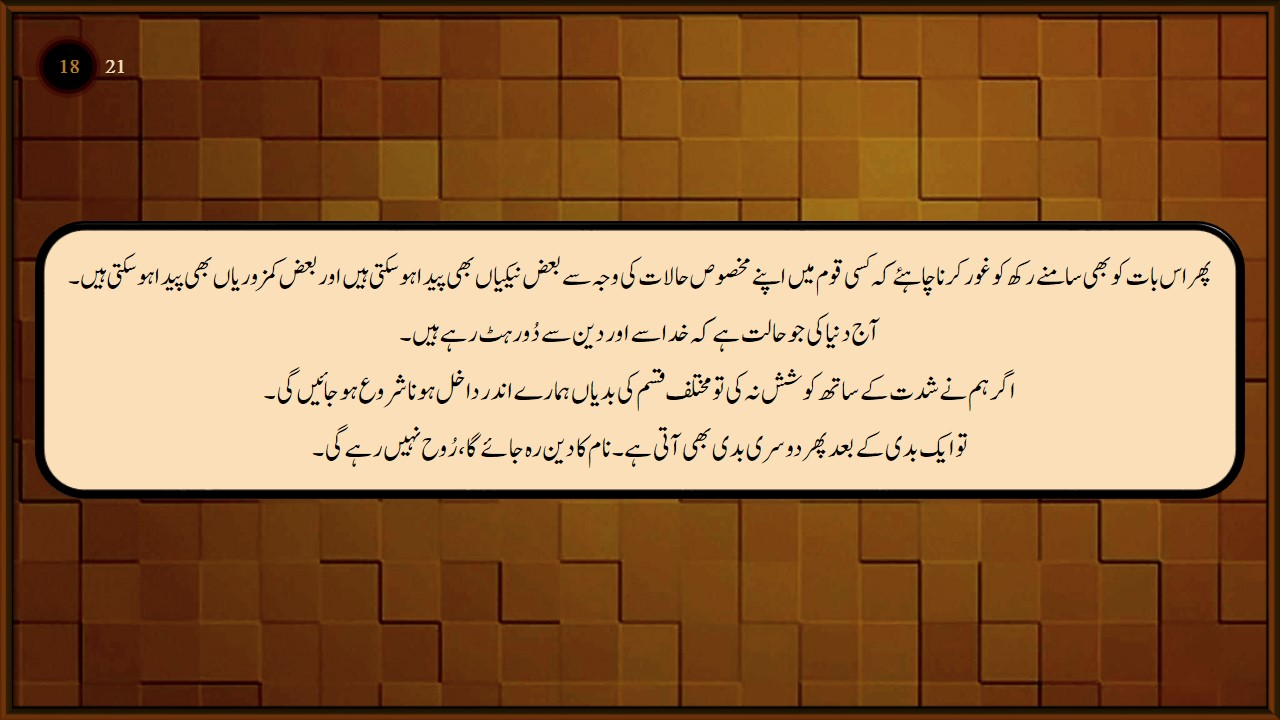 18 21
پھر اس بات کو بھی سامنے رکھ کو غور کرنا چاہئے کہ کسی قوم میں اپنے مخصوص حالات کی وجہ سے بعض نیکیاں بھی پیدا ہو سکتی ہیں اور بعض کمزوریاں بھی پیدا ہو سکتی ہیں۔
آج دنیا کی جو حالت ہے کہ خدا سے اور دین سے دُور ہٹ رہے ہیں۔
اگر ہم نے شدت کے ساتھ کوشش نہ کی تو مختلف قسم کی بدیاں ہمارے اندر داخل ہونا شروع ہو جائیں گی۔
تو ایک بدی کے بعد پھر دوسری بدی بھی آتی ہے۔ نام کا دین رہ جائے گا، رُوح نہیں رہے گی۔